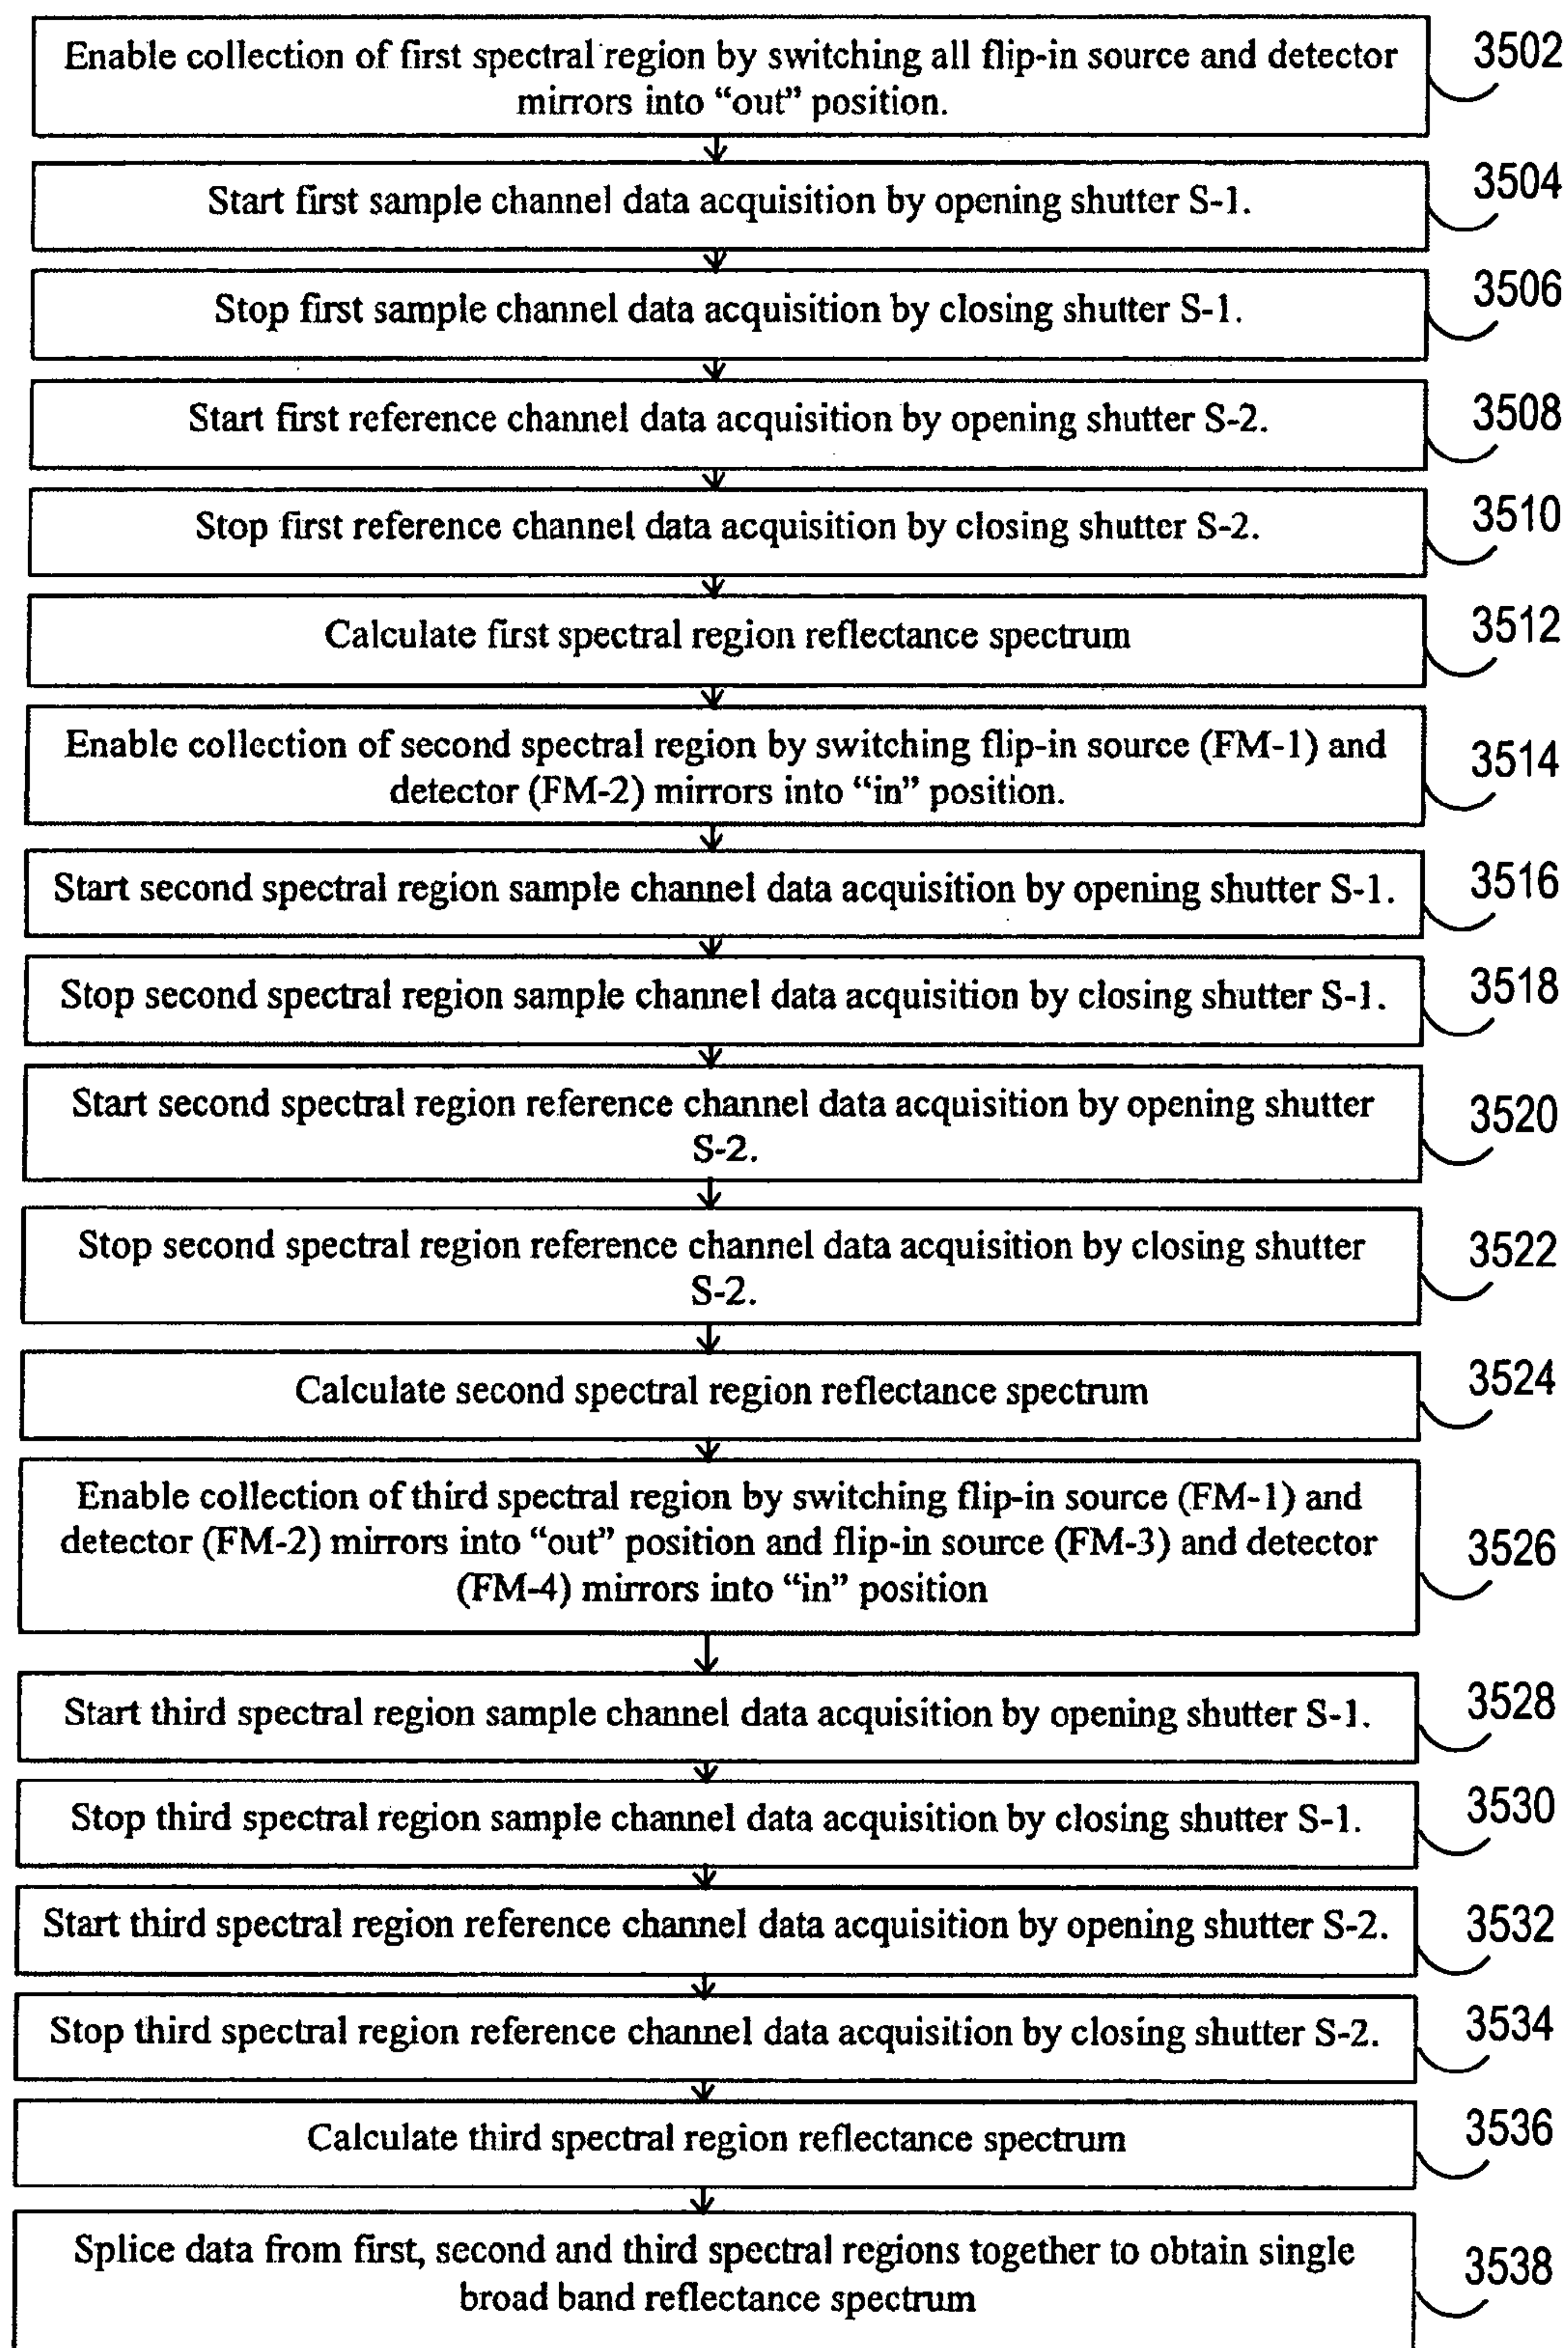 Enable collection of first spectral region by switching all flip-in source and detector
mirrors into “out” position.
3502
Start first sample channel data acquisition by opening shutter S-1.
3504
Stop first sample channel data acquisition by closing shutter S-1.
3506
Start first reference channel data acquisition by opening shutter S-2.
3508
Stop first reference channel data acquisition by closing shutter S-2.
3510
Calculate first spectral region reflectance spectrum
3512
Enable collection of second spectral region by switching flip-in source (FM-1) and
detector (FM-2) mirrors into “in” position.
3514
Start second spectral region sample channel data acquisition by opening shutter S-1.
3516
Stop second spectral region sample channel data acquisition by closing shutter S-1.
3518
Start second spectral region reference channel data acquisition by opening shutter
S-2.
3520
Stop second spectral region reference channel data acquisition by closing shutter
S-2.
3522
Calculate second spectral region reflectance spectrum
3524
Enable collection of third spectral region by switching flip-in source (FM-1) and
detector (FM-2) mirrors into “out” position and flip-in source (FM-3) and detector
(FM-4) mirrors into “in” position
3526
Start third spectral region sample channel data acquisition by opening shutter S-1.
3528
Stop third spectral region sample channel data acquisition by closing shutter S-1.
3530
Start third spectral region reference channel data acquisition by opening shutter S-2.
3532
Stop third spectral region reference channel data acquisition by closing shutter S-2.
3534
Calculate third spectral region reflectance spectrum
3536
Splice data from first, second and third spectral regions together to obtain single
broad band reflectance spectrum
3538